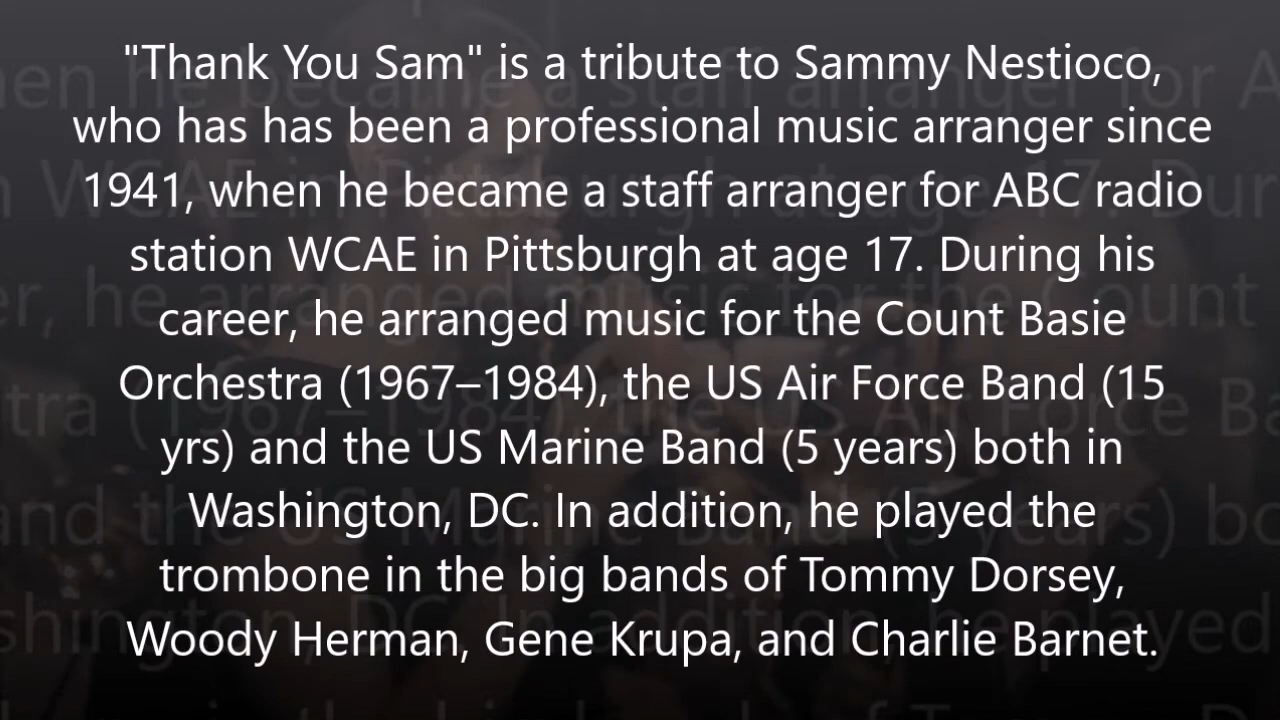 "Thank You Sam" is a tribute to Sammy Nestioco,
who has has been a professional music arranger since
1941, when he became a staff arranger for ABC radio
station WCAE in Pittsburgh at age 17. During his
career, he arranged music for the Count Basie
Orchestra (1967–1984), the US Air Force Band (15
yrs) and the US Marine Band (5 years) both in
Washington, DC. In addition, he played the
trombone in the big bands of Tommy Dorsey,
Woody Herman, Gene Krupa, and Charlie Barnet.